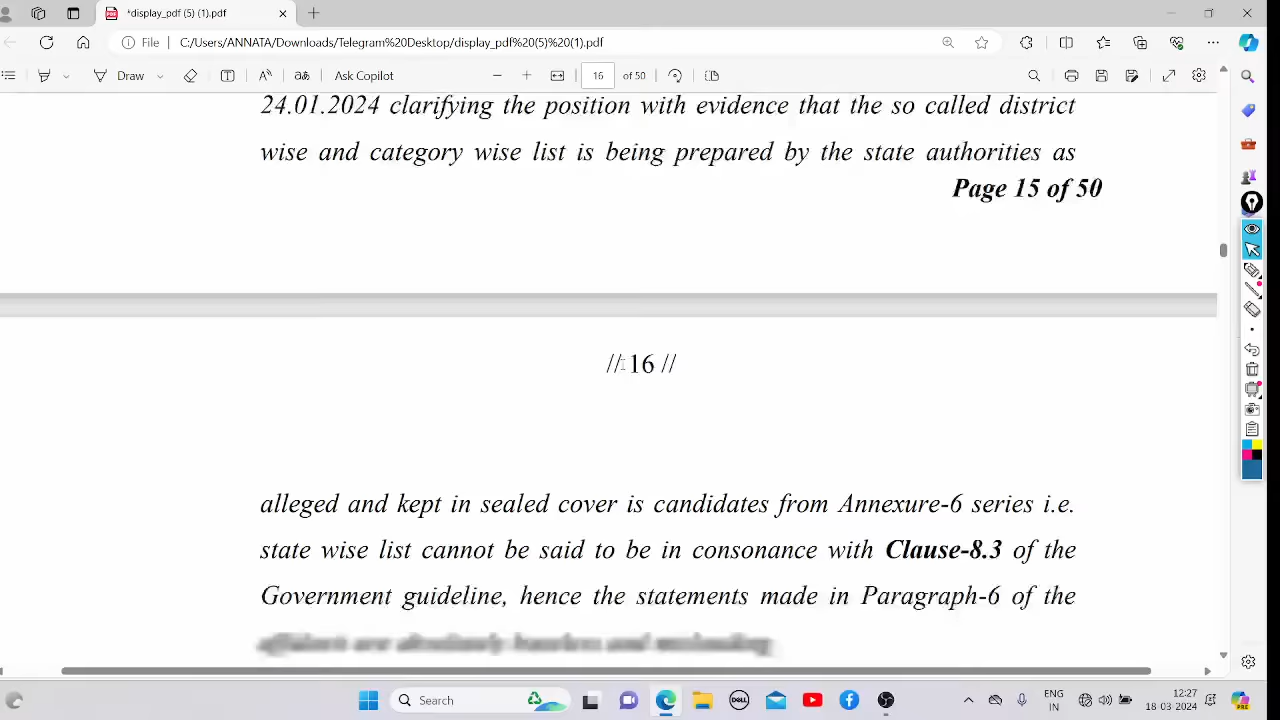 *display_pdf (5) (1).pdf
File
C:/Users/ANNATA/Downloads/Telegram%20Desktop/display_pdf%20(5)%20(1).pdf
Draw
Ask Copilot
16
of 50
24.01.2024 clarifying the position with evidence that the so called district
wise and category wise list is being prepared by the state authorities as
Page 15 of 50
// 16 //
alleged and kept in sealed cover is candidates from Annexure-6 series i.e.
state wise list cannot be said to be in consonance with Clause-8.3 of the
Government guideline, hence the statements made in Paragraph-6 of the
Search
ENG
IN
12:27
18-03-2024